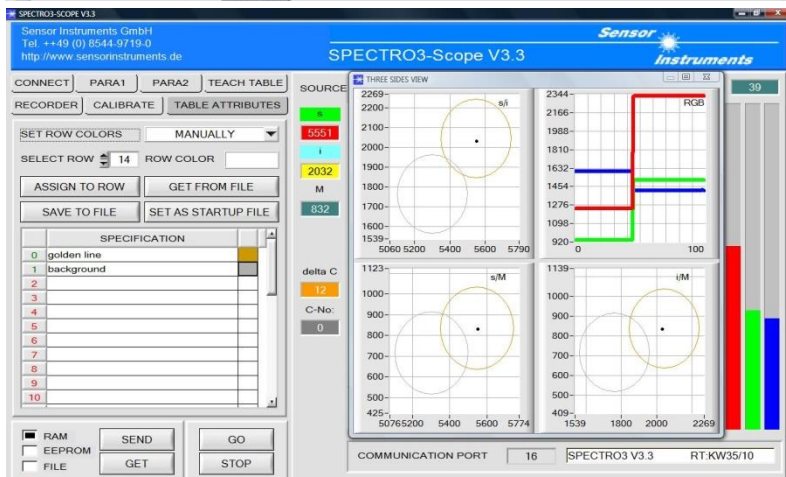 SPECTRO3-SCOPE V3.3
Sensor Instruments GmbH
Tel. ++49 (0) 8544-9719-0
http://www.sensorinstruments.de
SPECTRO3-Scope V3.3
Sensor
Instruments
CONNECT PARA1 PARA2 TEACH TABLE
RECORDER CALIBRATE TABLE ATTRIBUTES
SET ROW COLORS MANUALLY
SELECT ROW 14 ROW COLOR
ASSIGN TO ROW GET FROM FILE
SAVE TO FILE SET AS STARTUP FILE
SPECIFICATION
0 golden line
1 background
2
3
4
5
6
7
8
9
10
RAM
EEPROM
FILE
SEND GO
GET STOP
SOURCE
s
5551
i
2032
M
832
delta C
12
C-No:
0
THREE SIDES VIEW
s/i
2269-
2200-
2100-
2000-
1900-
1800-
1700-
1600-
1539-
5060 5200 5400 5600 5790
RGB
2344-
2166-
1988-
1810-
1632-
1454-
1276-
1098-
920-
0 100
s/M
1123-
1000-
900-
800-
700-
600-
500-
425-
5076 5200 5400 5600 5774
i/M
1139-
1000-
900-
800-
700-
600-
500-
409-
1539 1800 2000 2269
39
COMMUNICATION PORT 16 SPECTRO3 V3.3 RT:KW35/10